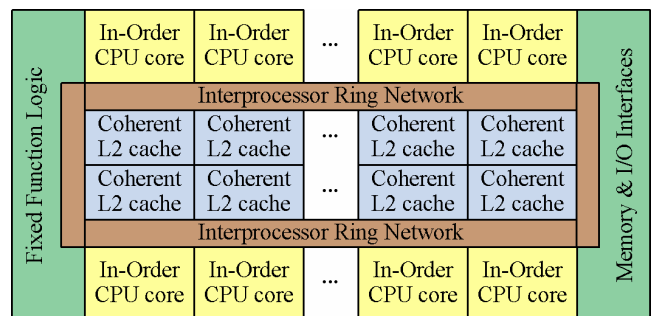 Fixed Function Logic
In-Order In-Order ... In-Order In-Order
CPU core CPU core CPU core CPU core
Interprocessor Ring Network
Coherent Coherent ... Coherent Coherent
L2 cache L2 cache L2 cache L2 cache
Coherent Coherent ... Coherent Coherent
L2 cache L2 cache L2 cache L2 cache
Interprocessor Ring Network
In-Order In-Order ... In-Order In-Order
CPU core CPU core CPU core CPU core
Memory & I/O Interfaces